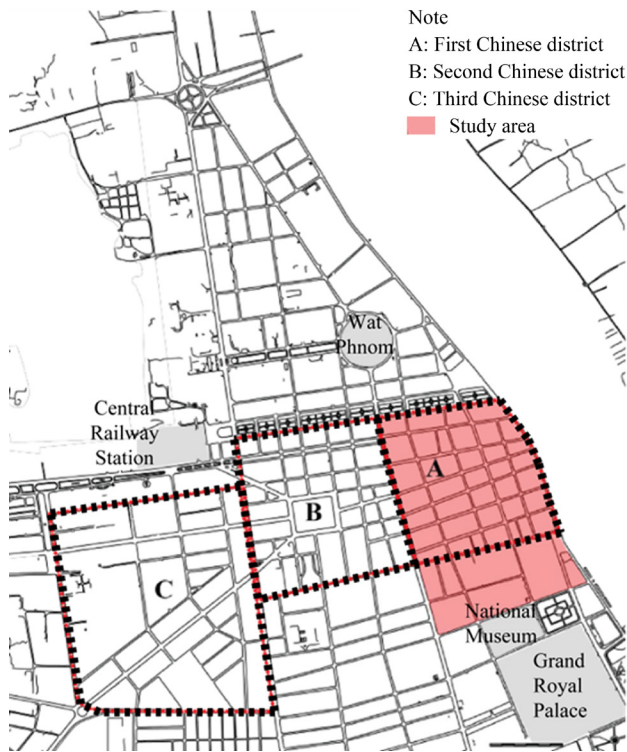 Note
A: First Chinese district
B: Second Chinese district
C: Third Chinese district
Study area
Wat
Phnom
Central
Railway
Station
A
B
C
National
Museum
Grand
Royal
Palace